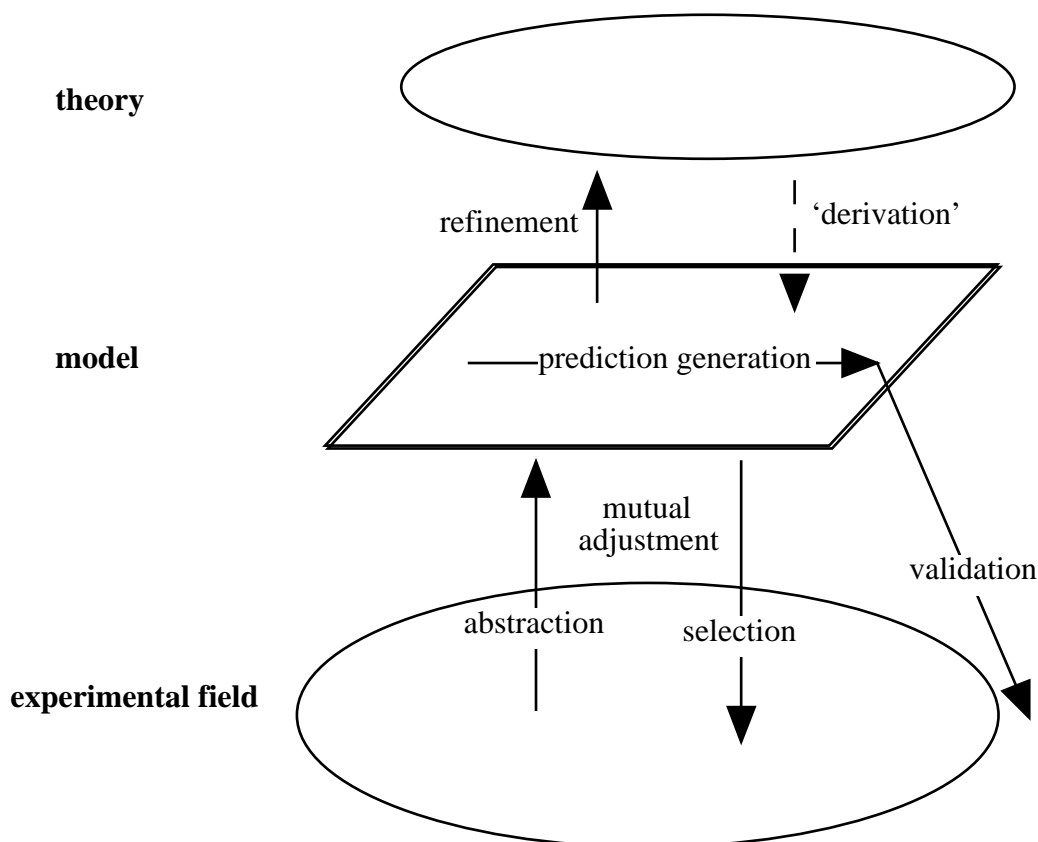 theory
refinement
‘derivation’
model
prediction generation
mutual
adjustment
validation
abstraction
selection
experimental field